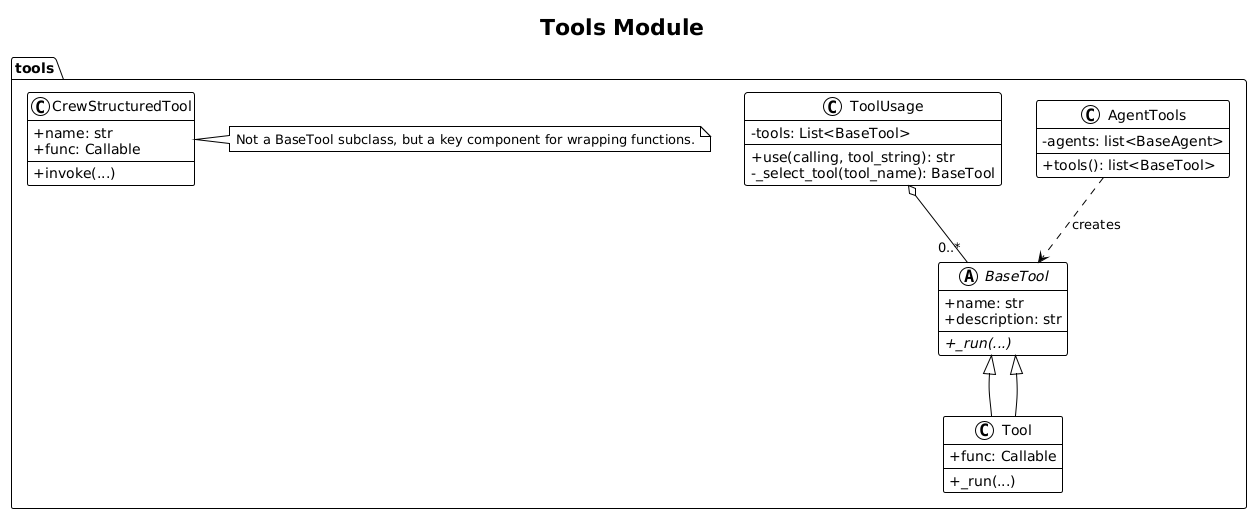 Tools Module
tools
C CrewStructuredTool
+name: str
+func: Callable
+invoke(...)
Not a BaseTool subclass, but a key component for wrapping functions.
C ToolUsage
-tools: List<BaseTool>
+use(calling, tool_string): str
-_select_tool(tool_name): BaseTool
C AgentTools
-agents: list<BaseAgent>
+tools(): list<BaseTool>
creates
0..*
A BaseTool
+name: str
+description: str
+_run(...)
C Tool
+func: Callable
+_run(...)